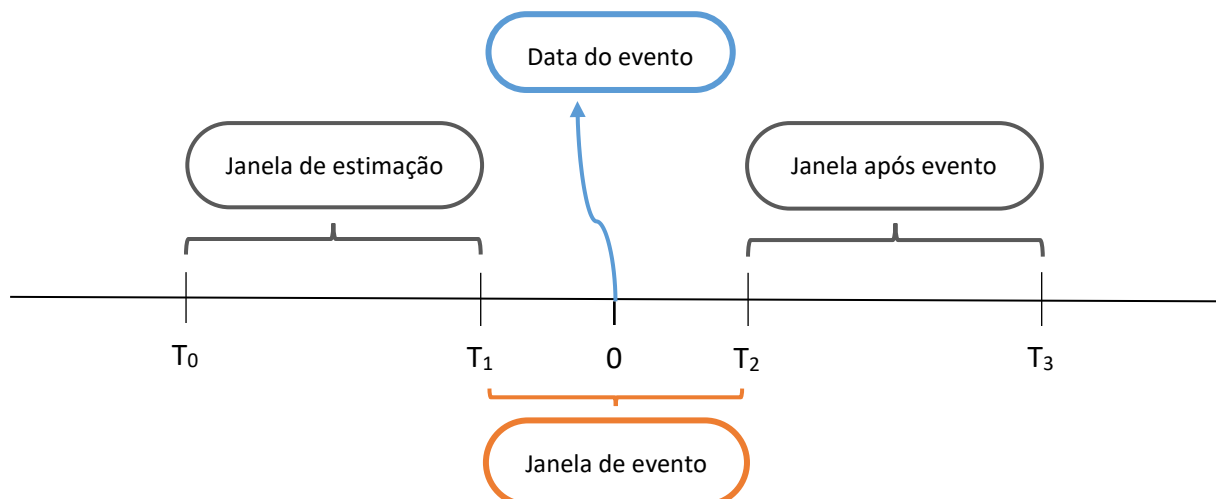 Data do evento
Janela de estimação
Janela após evento
T₀
T₁
0
T₂
T₃
Janela de evento